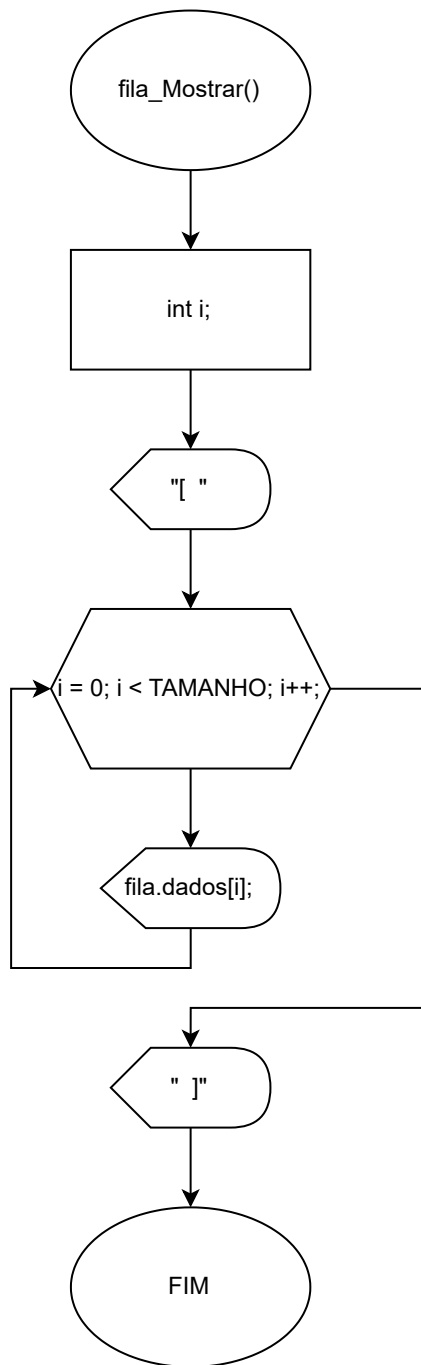 fila_Mostrar()
int i;
"[  "
i = 0; i < TAMANHO; i++;
fila.dados[i];
"  ]"
FIM